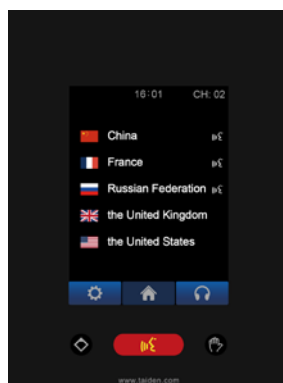 16:01 CH: 02
China
France
Russian Federation
the United Kingdom
the United States
www.taiden.com